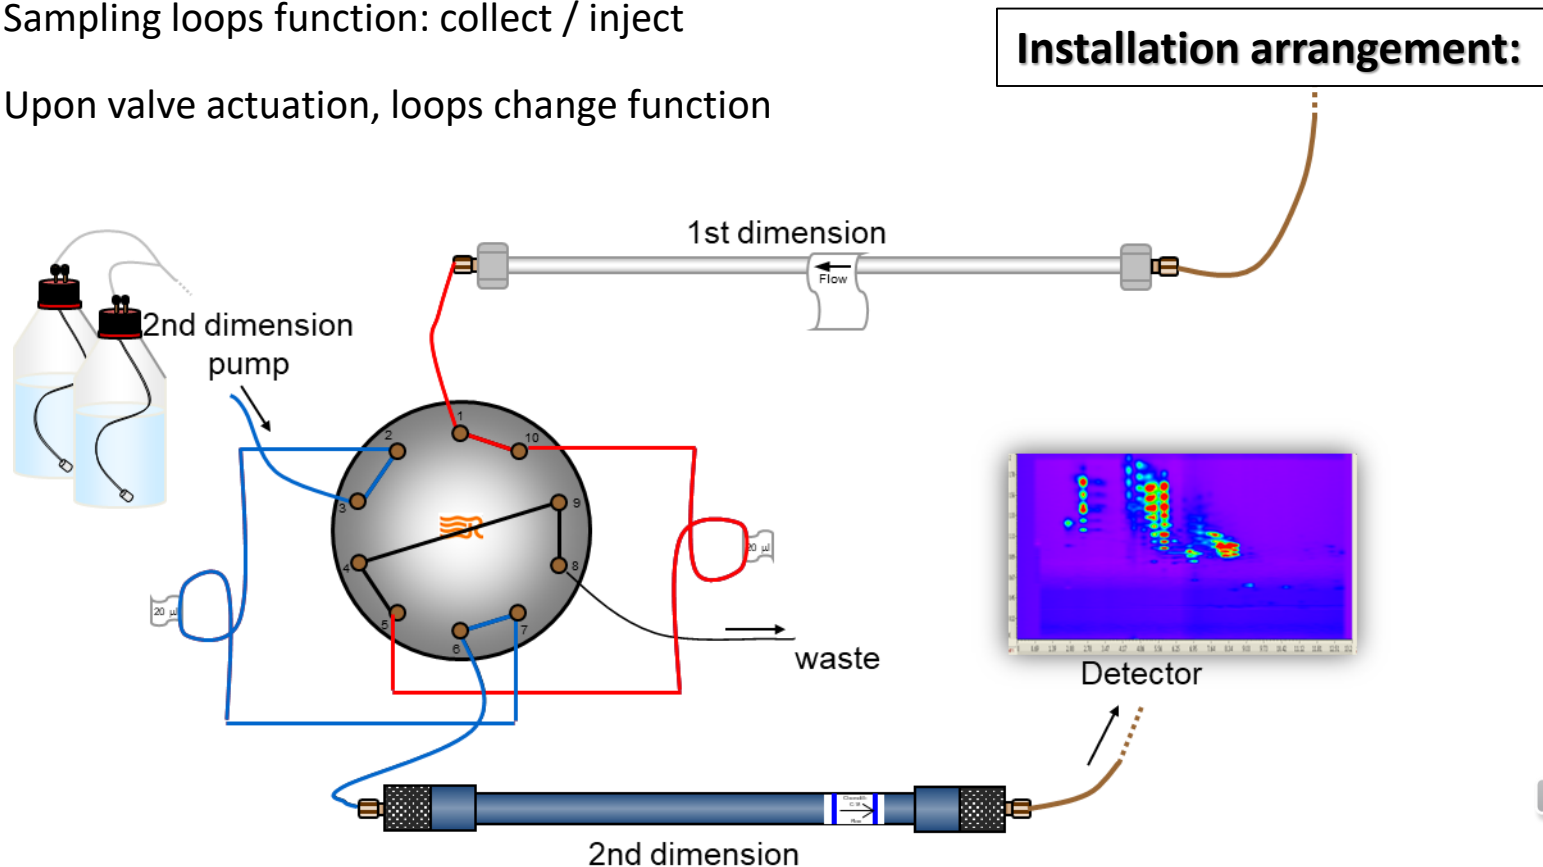 Sampling loops function: collect / inject
Installation arrangement:
Upon valve actuation, loops change function
1st dimension
Flow
2nd dimension
pump
1
2
10
3
9
4
8
5
7
6
20 µl
20 µl
waste
Detector
2nd dimension